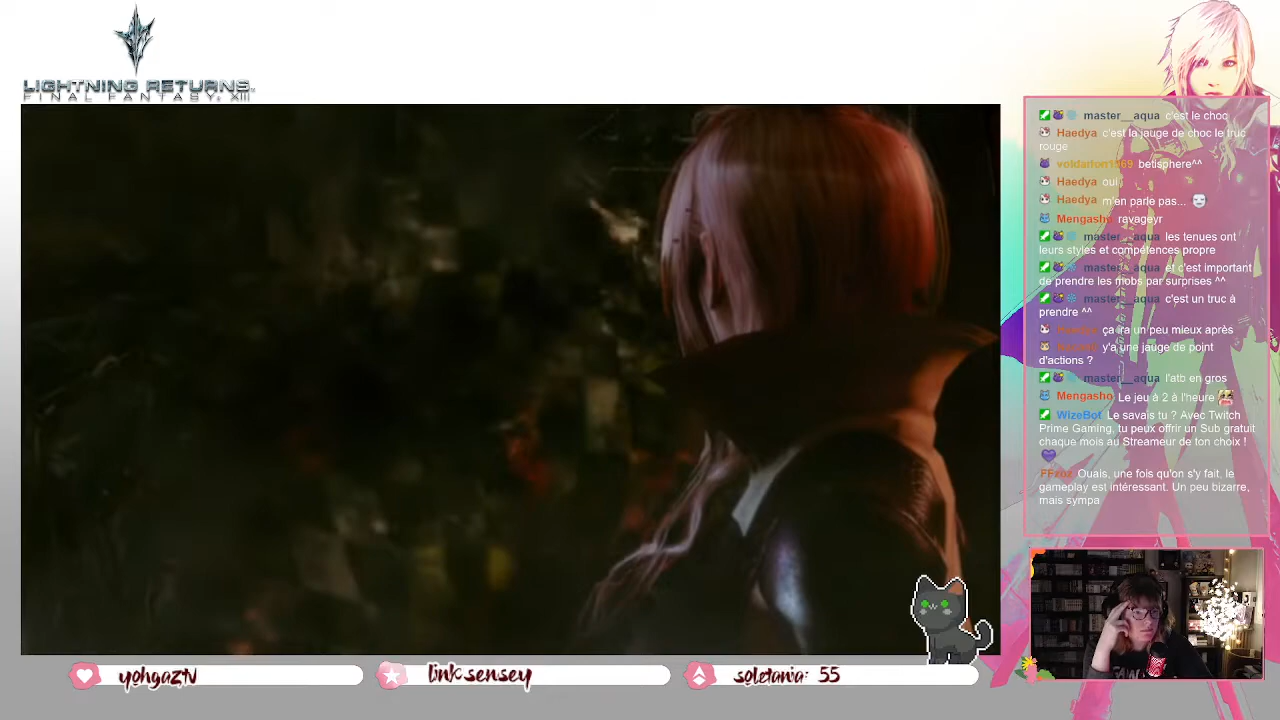 LIGHTNING RETURNS
FINAL FANTASY XIII
master__aqua c'est le choc
Haedya c'est la jauge de choc le truc
rouge
voldarion1969 betisphere^^
Haedya oui
Haedya m'en parle pas...
Mengasho ravageyr
master__aqua les tenues ont
leurs styles et compétences propre
master__aqua et c'est important
de prendre les mobs par surprises ^^
master__aqua c'est un truc à
prendre ^^
ça ira un peu mieux après
y'a une jauge de point
d'actions ?
master__aqua l'atb en gros
Mengasho Le jeu à 2 à l'heure
WizeBot Le savais tu ? Avec Twitch
Prime Gaming, tu peux offrir un Sub gratuit
chaque mois au Streameur de ton choix !
Ouais, une fois qu'on s'y fait, le
gameplay est intéressant. Un peu bizarre,
mais sympa
yohgaztv
linksensey
soletania: 55